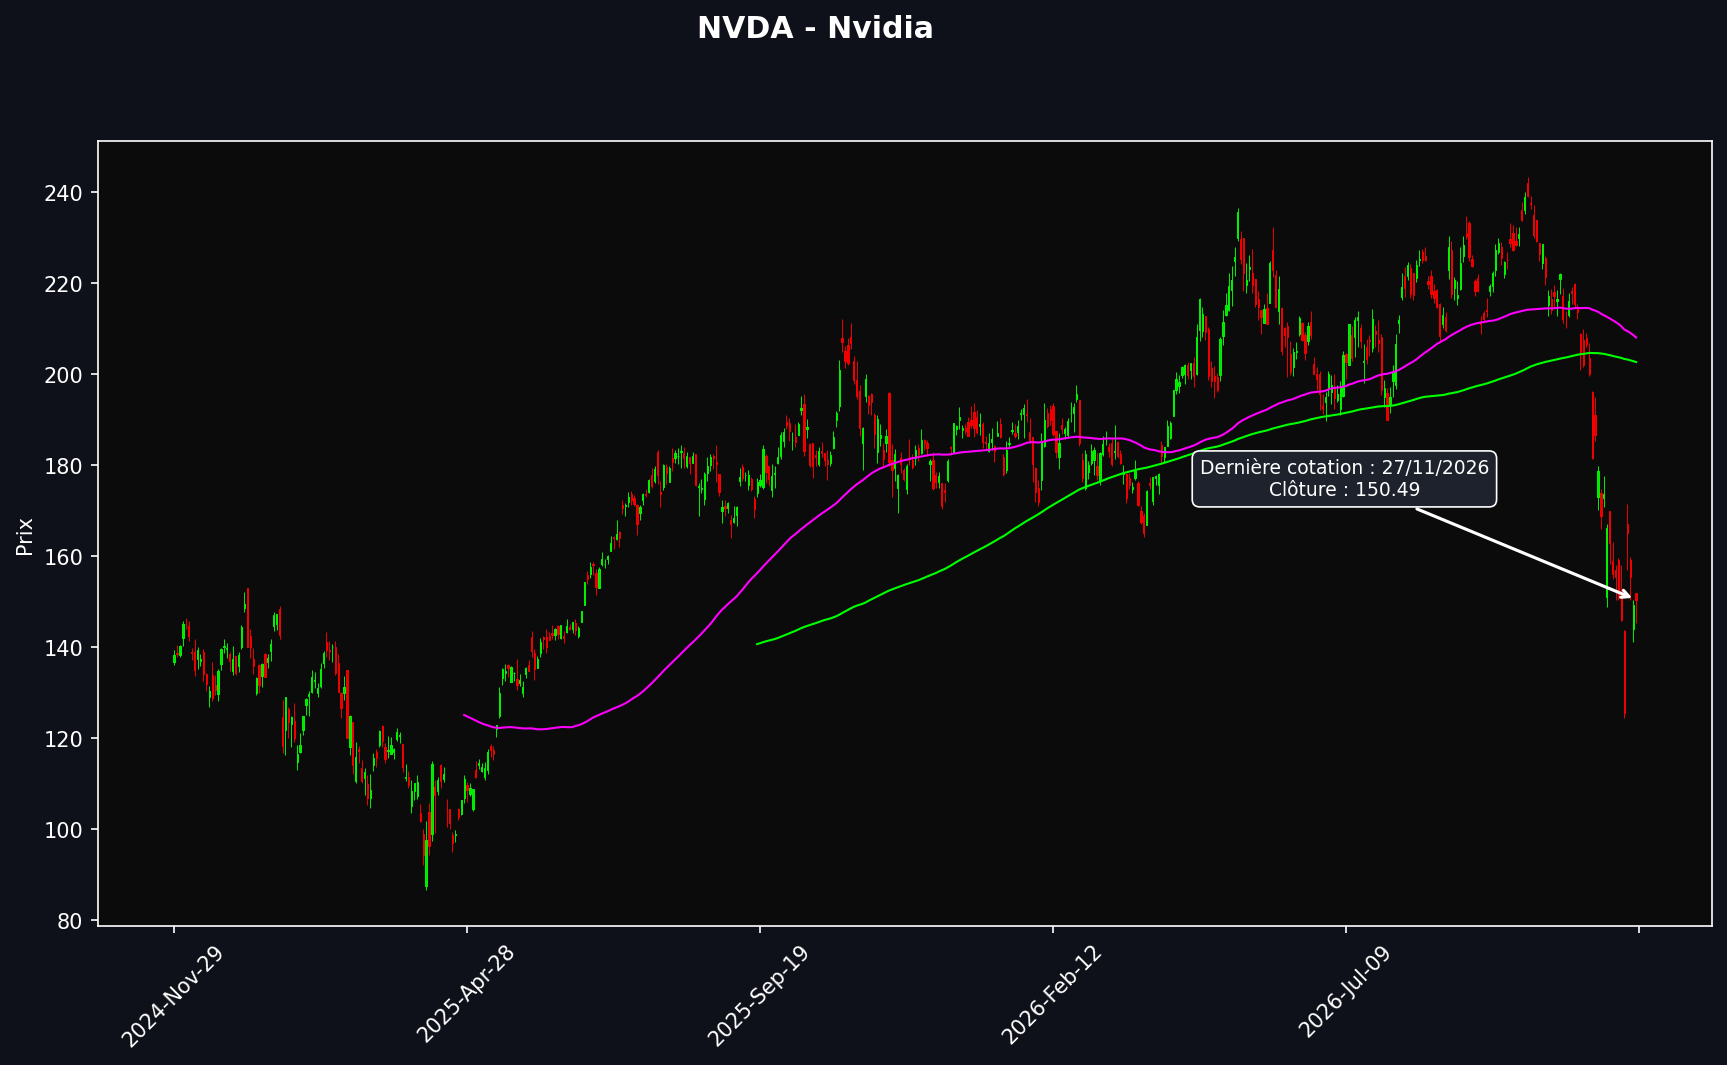 NVDA - Nvidia
Prix
240
220
200
180
160
140
120
100
80
Dernière cotation : 27/11/2026
Clôture : 150.49
2024-Nov-29
2025-Apr-28
2025-Sep-19
2026-Feb-12
2026-Jul-09